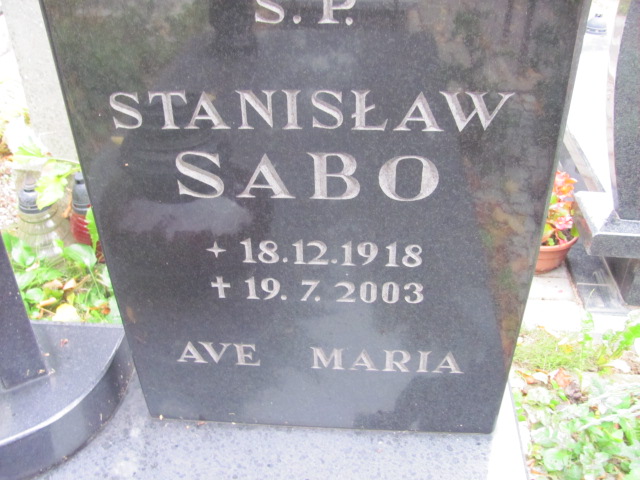 S. P.
STANISŁAW
SABO
+ 18.12.1918
† 19. 7. 2003
AVE MARIA